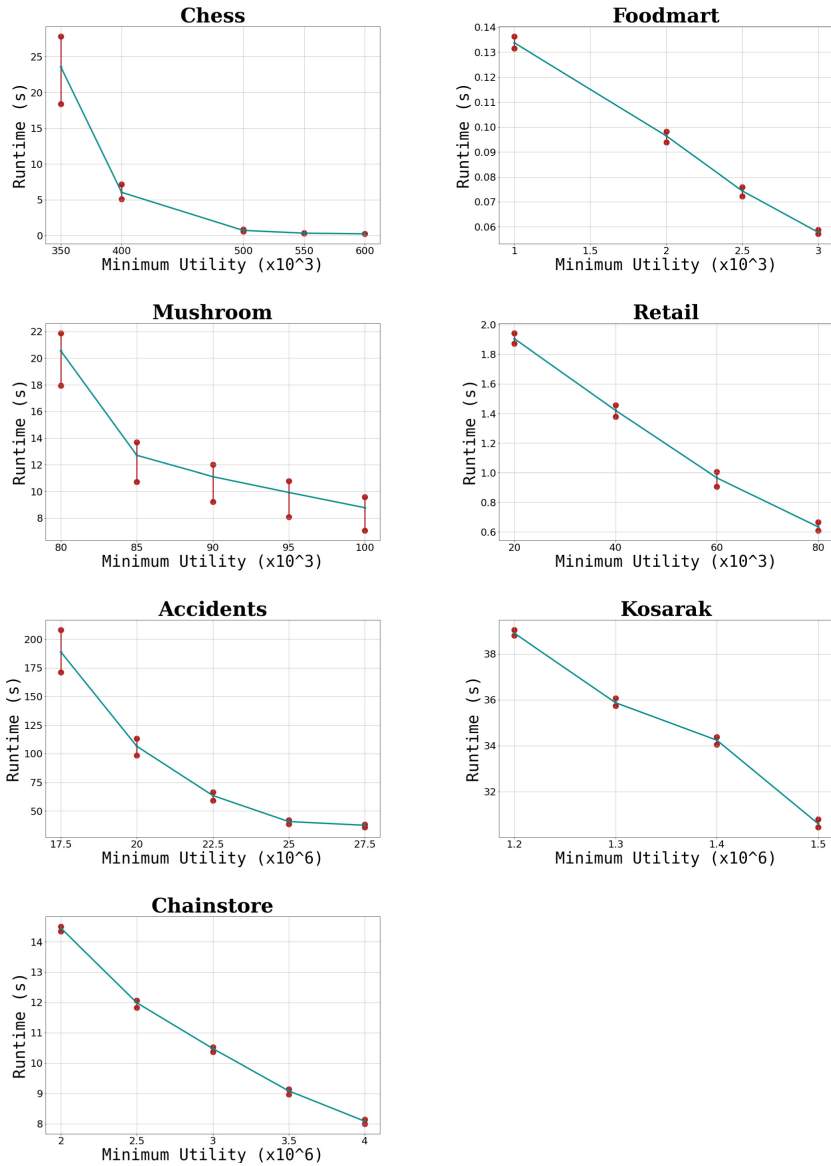 Chess
Runtime (s)
25
20
15
10
5
0
350 400 500 550 600
Minimum Utility (x10^3)
Foodmart
Runtime (s)
0.14
0.13
0.12
0.11
0.10
0.09
0.08
0.07
0.06
1 1.5 2 2.5 3
Minimum Utility (x10^3)
Mushroom
Runtime (s)
22
20
18
16
14
12
10
8
80 85 90 95 100
Minimum Utility (x10^3)
Retail
Runtime (s)
2.0
1.8
1.6
1.4
1.2
1.0
0.8
0.6
20 40 60 80
Minimum Utility (x10^3)
Accidents
Runtime (s)
200
175
150
125
100
75
50
17.5 20 22.5 25 27.5
Minimum Utility (x10^6)
Kosarak
Runtime (s)
38
36
34
32
1.2 1.3 1.4 1.5
Minimum Utility (x10^6)
Chainstore
Runtime (s)
14
13
12
11
10
9
8
2 2.5 3 3.5 4
Minimum Utility (x10^6)